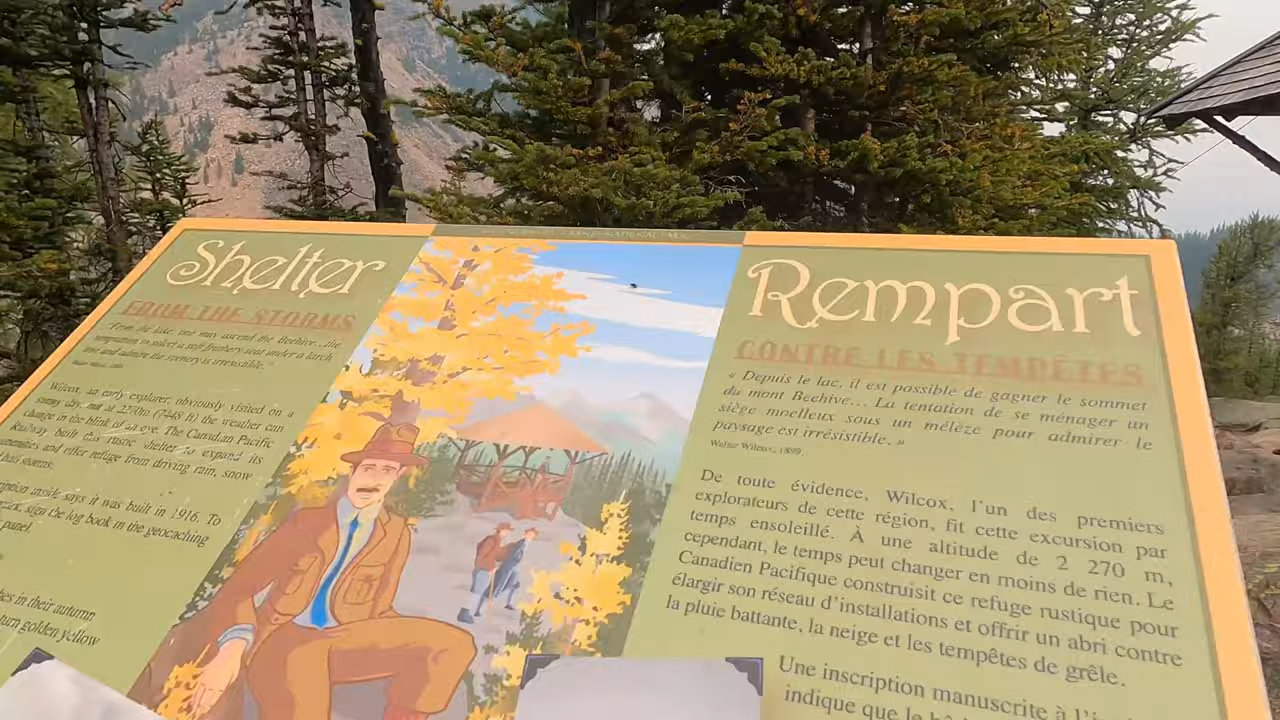 Shelter
FROM THE STORMS
"From the lake, one may ascend the Beehive...the
temptation to select a soft feathery seat under a larch
tree and admire the scenery is irresistible."
Walter Wilcox, 1899
Wilcox, an early explorer, obviously visited on a
sunny day, but at 2270m (7448 ft) the weather can
change in the blink of an eye. The Canadian Pacific
Railway built this rustic shelter to expand its
amenities and offer refuge from driving rain, snow
hail storms.
inside says it was built in 1916. To
sign the log book in the geocaching
panel.
in their autumn
turn golden yellow
NATIONAL PARK
Rempart
CONTRE LES TEMPÊTES
« Depuis le lac, il est possible de gagner le sommet
du mont Beehive... La tentation de se ménager un
siège moelleux sous un mélèze pour admirer le
paysage est irrésistible. »
Walter Wilcox, 1899
De toute évidence, Wilcox, l'un des premiers
explorateurs de cette région, fit cette excursion par
temps ensoleillé. À une altitude de 2 270 m,
cependant, le temps peut changer en moins de rien. Le
Canadien Pacifique construisit ce refuge rustique pour
élargir son réseau d'installations et offrir un abri contre
la pluie battante, la neige et les tempêtes de grêle.
Une inscription manuscrite à l'i
indique que le